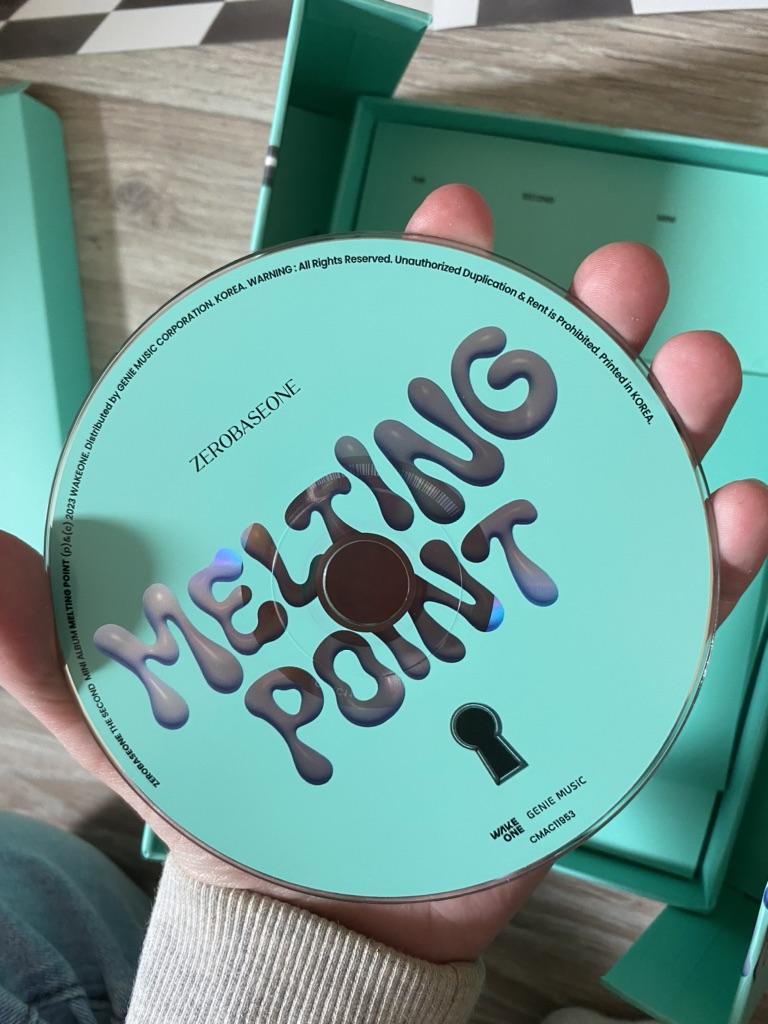 ZEROBASEONE THE SECOND MINI ALBUM MELTING POINT (p)&(c) 2023 WAKEONE. Distributed by GENIE MUSIC CORPORATION. KOREA. WARNING : All Rights Reserved. Unauthorized Duplication & Rent is Prohibited. Printed in KOREA.
ZEROBASEONE
MELTING
POINT
WAKE
ONE
GENIE MUSiC
CMAC11953